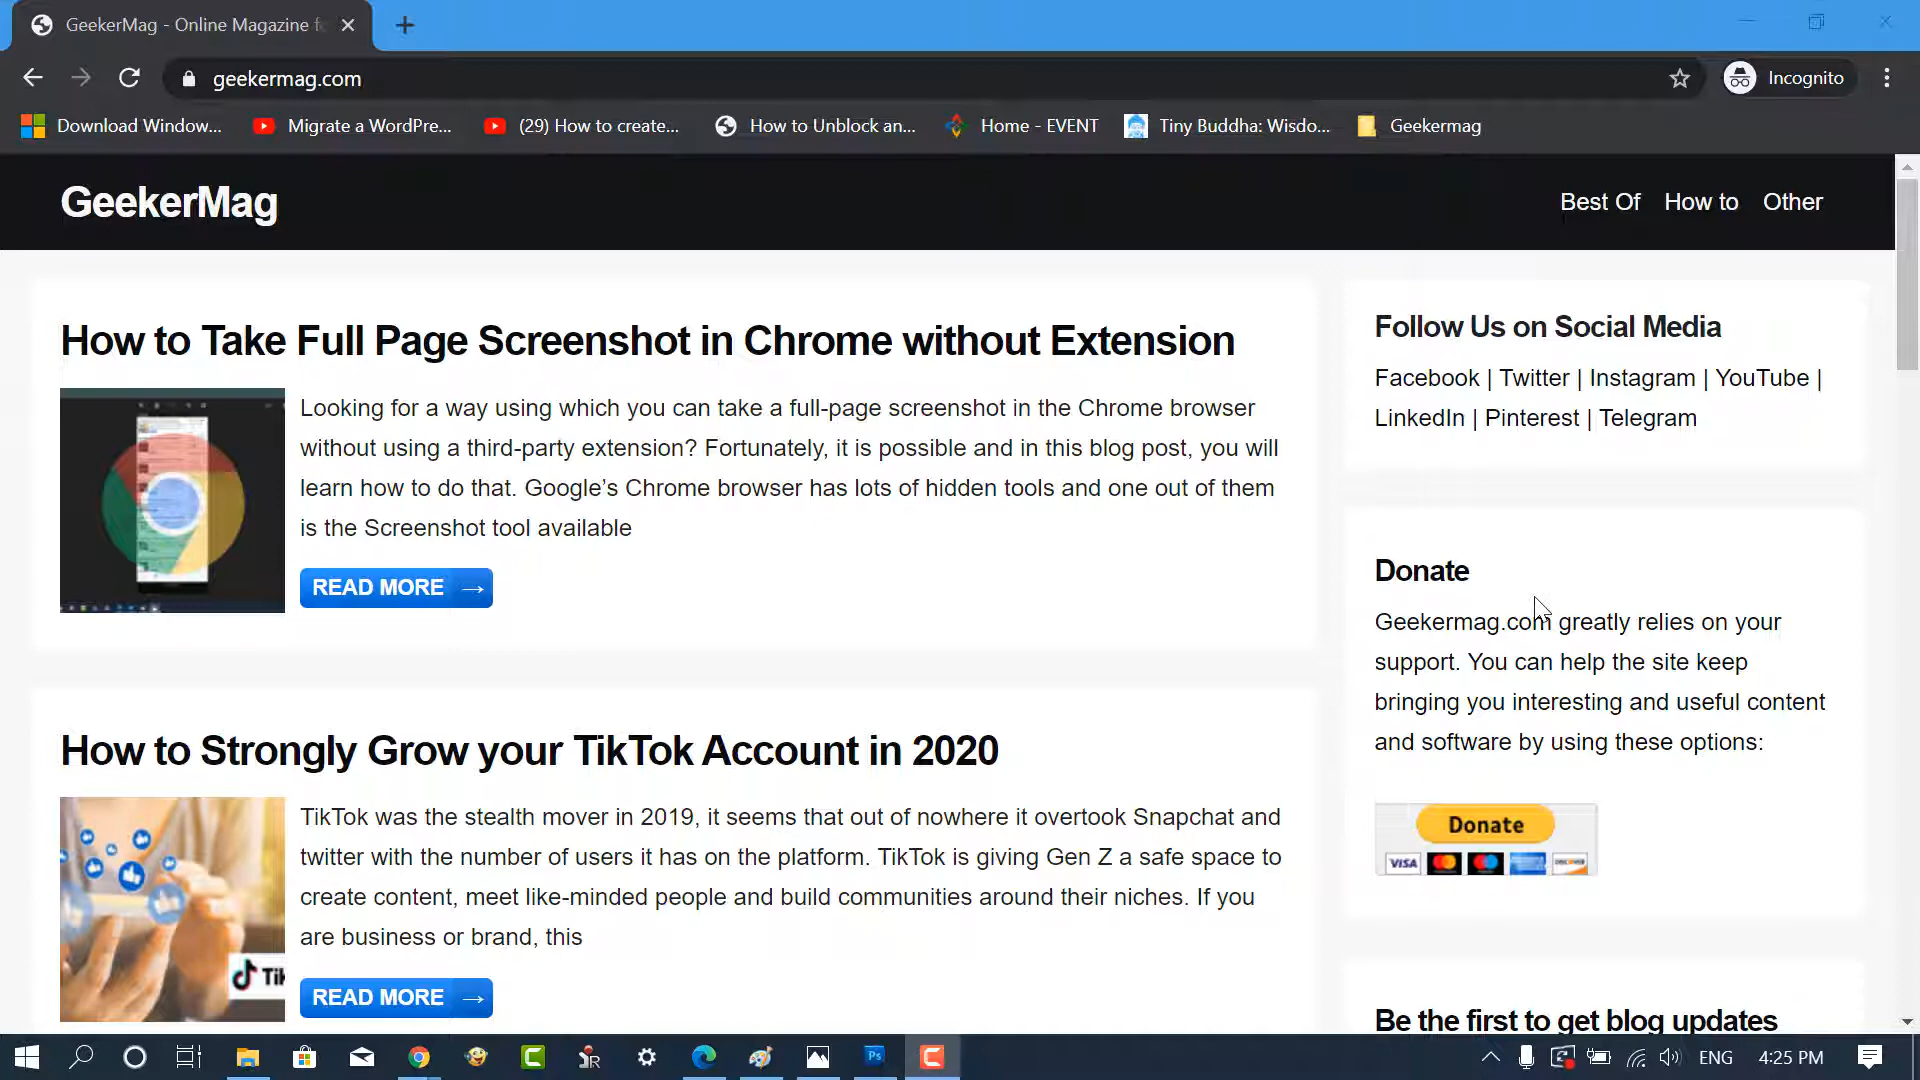 GeekerMag - Online Magazine
geekermag.com
Incognito
Download Window...
Migrate a WordPre...
(29) How to create...
How to Unblock an...
Home - EVENT
Tiny Buddha: Wisdo...
Geekermag
GeekerMag
Best Of
How to
Other
How to Take Full Page Screenshot in Chrome without Extension
Looking for a way using which you can take a full-page screenshot in the Chrome browser
without using a third-party extension? Fortunately, it is possible and in this blog post, you will
learn how to do that. Google’s Chrome browser has lots of hidden tools and one out of them
is the Screenshot tool available
READ MORE →
How to Strongly Grow your TikTok Account in 2020
TikTok was the stealth mover in 2019, it seems that out of nowhere it overtook Snapchat and
twitter with the number of users it has on the platform. TikTok is giving Gen Z a safe space to
create content, meet like-minded people and build communities around their niches. If you
are business or brand, this
Tik
READ MORE →
Follow Us on Social Media
Facebook | Twitter | Instagram | YouTube |
LinkedIn | Pinterest | Telegram
Donate
Geekermag.com greatly relies on your
support. You can help the site keep
bringing you interesting and useful content
and software by using these options:
Donate
VISA
Be the first to get blog updates
Ps
ENG
4:25 PM